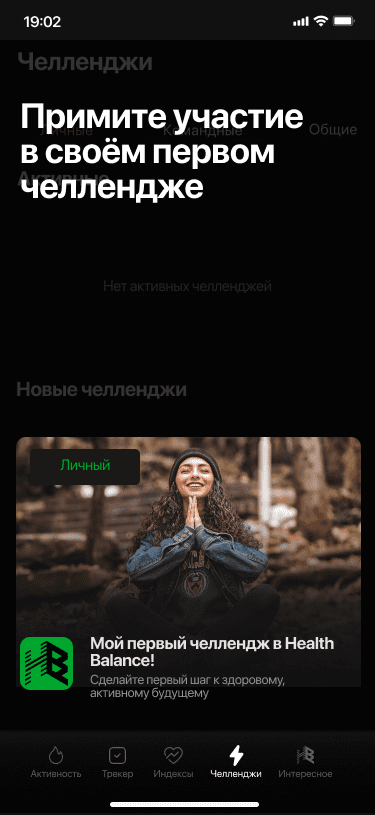 19:02
Челленджи
Примите участие
в своём первом
челлендже
Личные Командные Общие
Активные
Нет активных челленджей
Новые челленджи
Личный
Мой первый челлендж в Health
Balance!
Сделайте первый шаг к здоровому,
активному будущему
Активность Трекер Индексы Челленджи Интересное